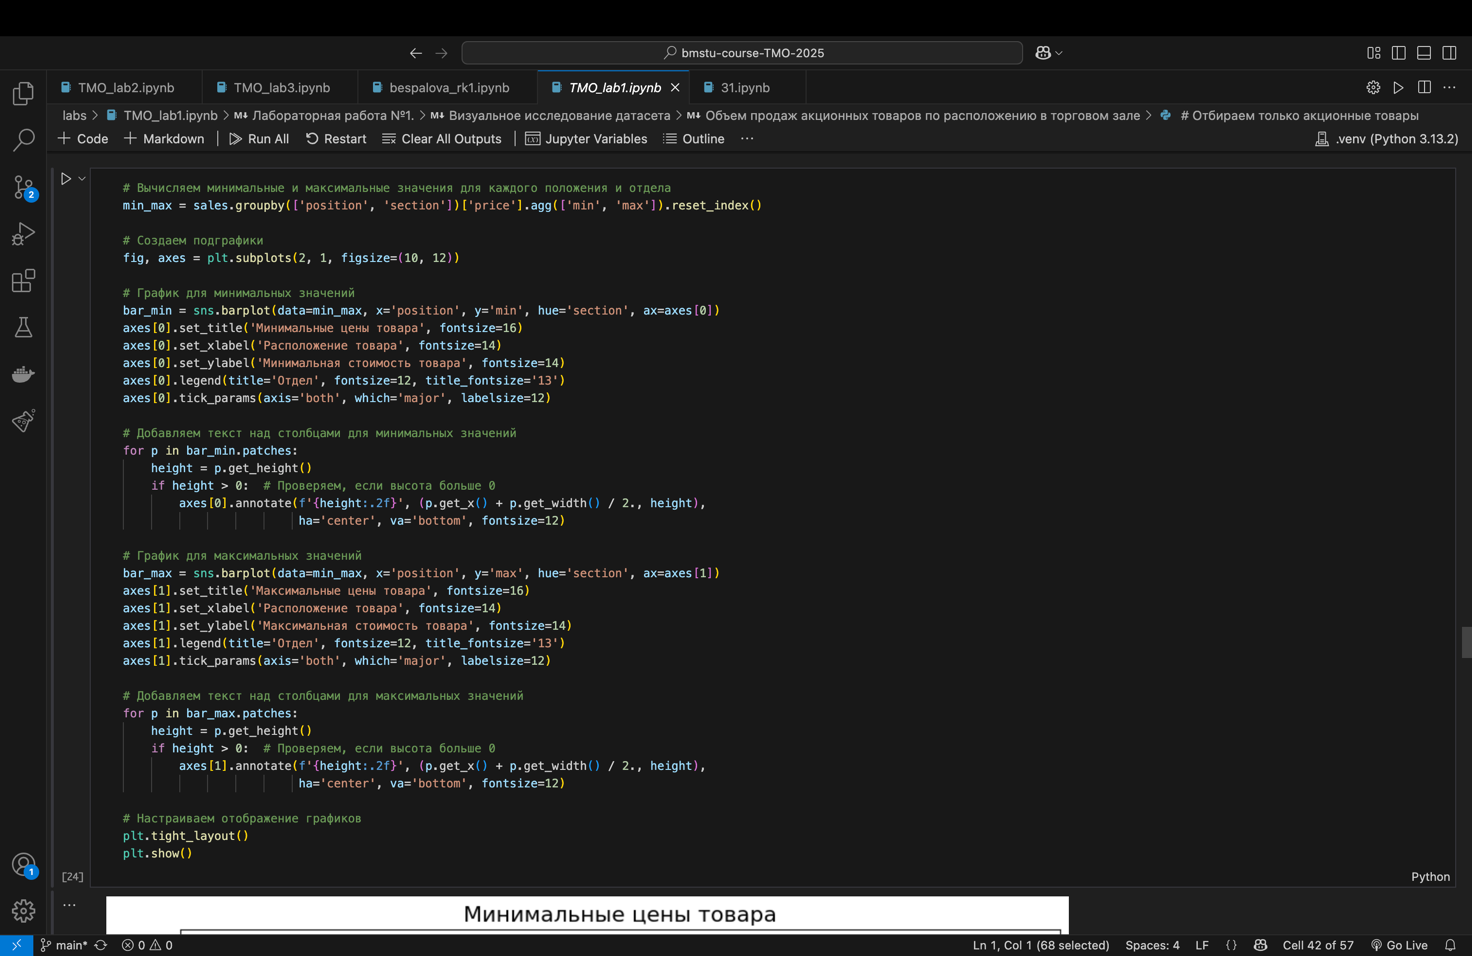 bmstu-course-TMO-2025
TMO_lab2.ipynb
TMO_lab3.ipynb
bespalova_rk1.ipynb
TMO_lab1.ipynb
31.ipynb
labs > TMO_lab1.ipynb > M↓ Лабораторная работа №1. > M↓ Визуальное исследование датасета > M↓ Объем продаж акционных товаров по расположению в торговом зале > # Отбираем только акционные товары
+ Code + Markdown Run All Restart Clear All Outputs Jupyter Variables Outline ...
.venv (Python 3.13.2)
# Вычисляем минимальные и максимальные значения для каждого положения и отдела
min_max = sales.groupby(['position', 'section'])['price'].agg(['min', 'max']).reset_index()
# Создаем подграфики
fig, axes = plt.subplots(2, 1, figsize=(10, 12))
# График для минимальных значений
bar_min = sns.barplot(data=min_max, x='position', y='min', hue='section', ax=axes[0])
axes[0].set_title('Минимальные цены товара', fontsize=16)
axes[0].set_xlabel('Расположение товара', fontsize=14)
axes[0].set_ylabel('Минимальная стоимость товара', fontsize=14)
axes[0].legend(title='Отдел', fontsize=12, title_fontsize='13')
axes[0].tick_params(axis='both', which='major', labelsize=12)
# Добавляем текст над столбцами для минимальных значений
for p in bar_min.patches:
    height = p.get_height()
    if height > 0:  # Проверяем, если высота больше 0
        axes[0].annotate(f'{height:.2f}', (p.get_x() + p.get_width() / 2., height),
                         ha='center', va='bottom', fontsize=12)
# График для максимальных значений
bar_max = sns.barplot(data=min_max, x='position', y='max', hue='section', ax=axes[1])
axes[1].set_title('Максимальные цены товара', fontsize=16)
axes[1].set_xlabel('Расположение товара', fontsize=14)
axes[1].set_ylabel('Максимальная стоимость товара', fontsize=14)
axes[1].legend(title='Отдел', fontsize=12, title_fontsize='13')
axes[1].tick_params(axis='both', which='major', labelsize=12)
# Добавляем текст над столбцами для максимальных значений
for p in bar_max.patches:
    height = p.get_height()
    if height > 0:  # Проверяем, если высота больше 0
        axes[1].annotate(f'{height:.2f}', (p.get_x() + p.get_width() / 2., height),
                         ha='center', va='bottom', fontsize=12)
# Настраиваем отображение графиков
plt.tight_layout()
plt.show()
[24]
Python
2
1
...
Минимальные цены товара
main* 0 0
Ln 1, Col 1 (68 selected) Spaces: 4 LF {} Cell 42 of 57 Go Live